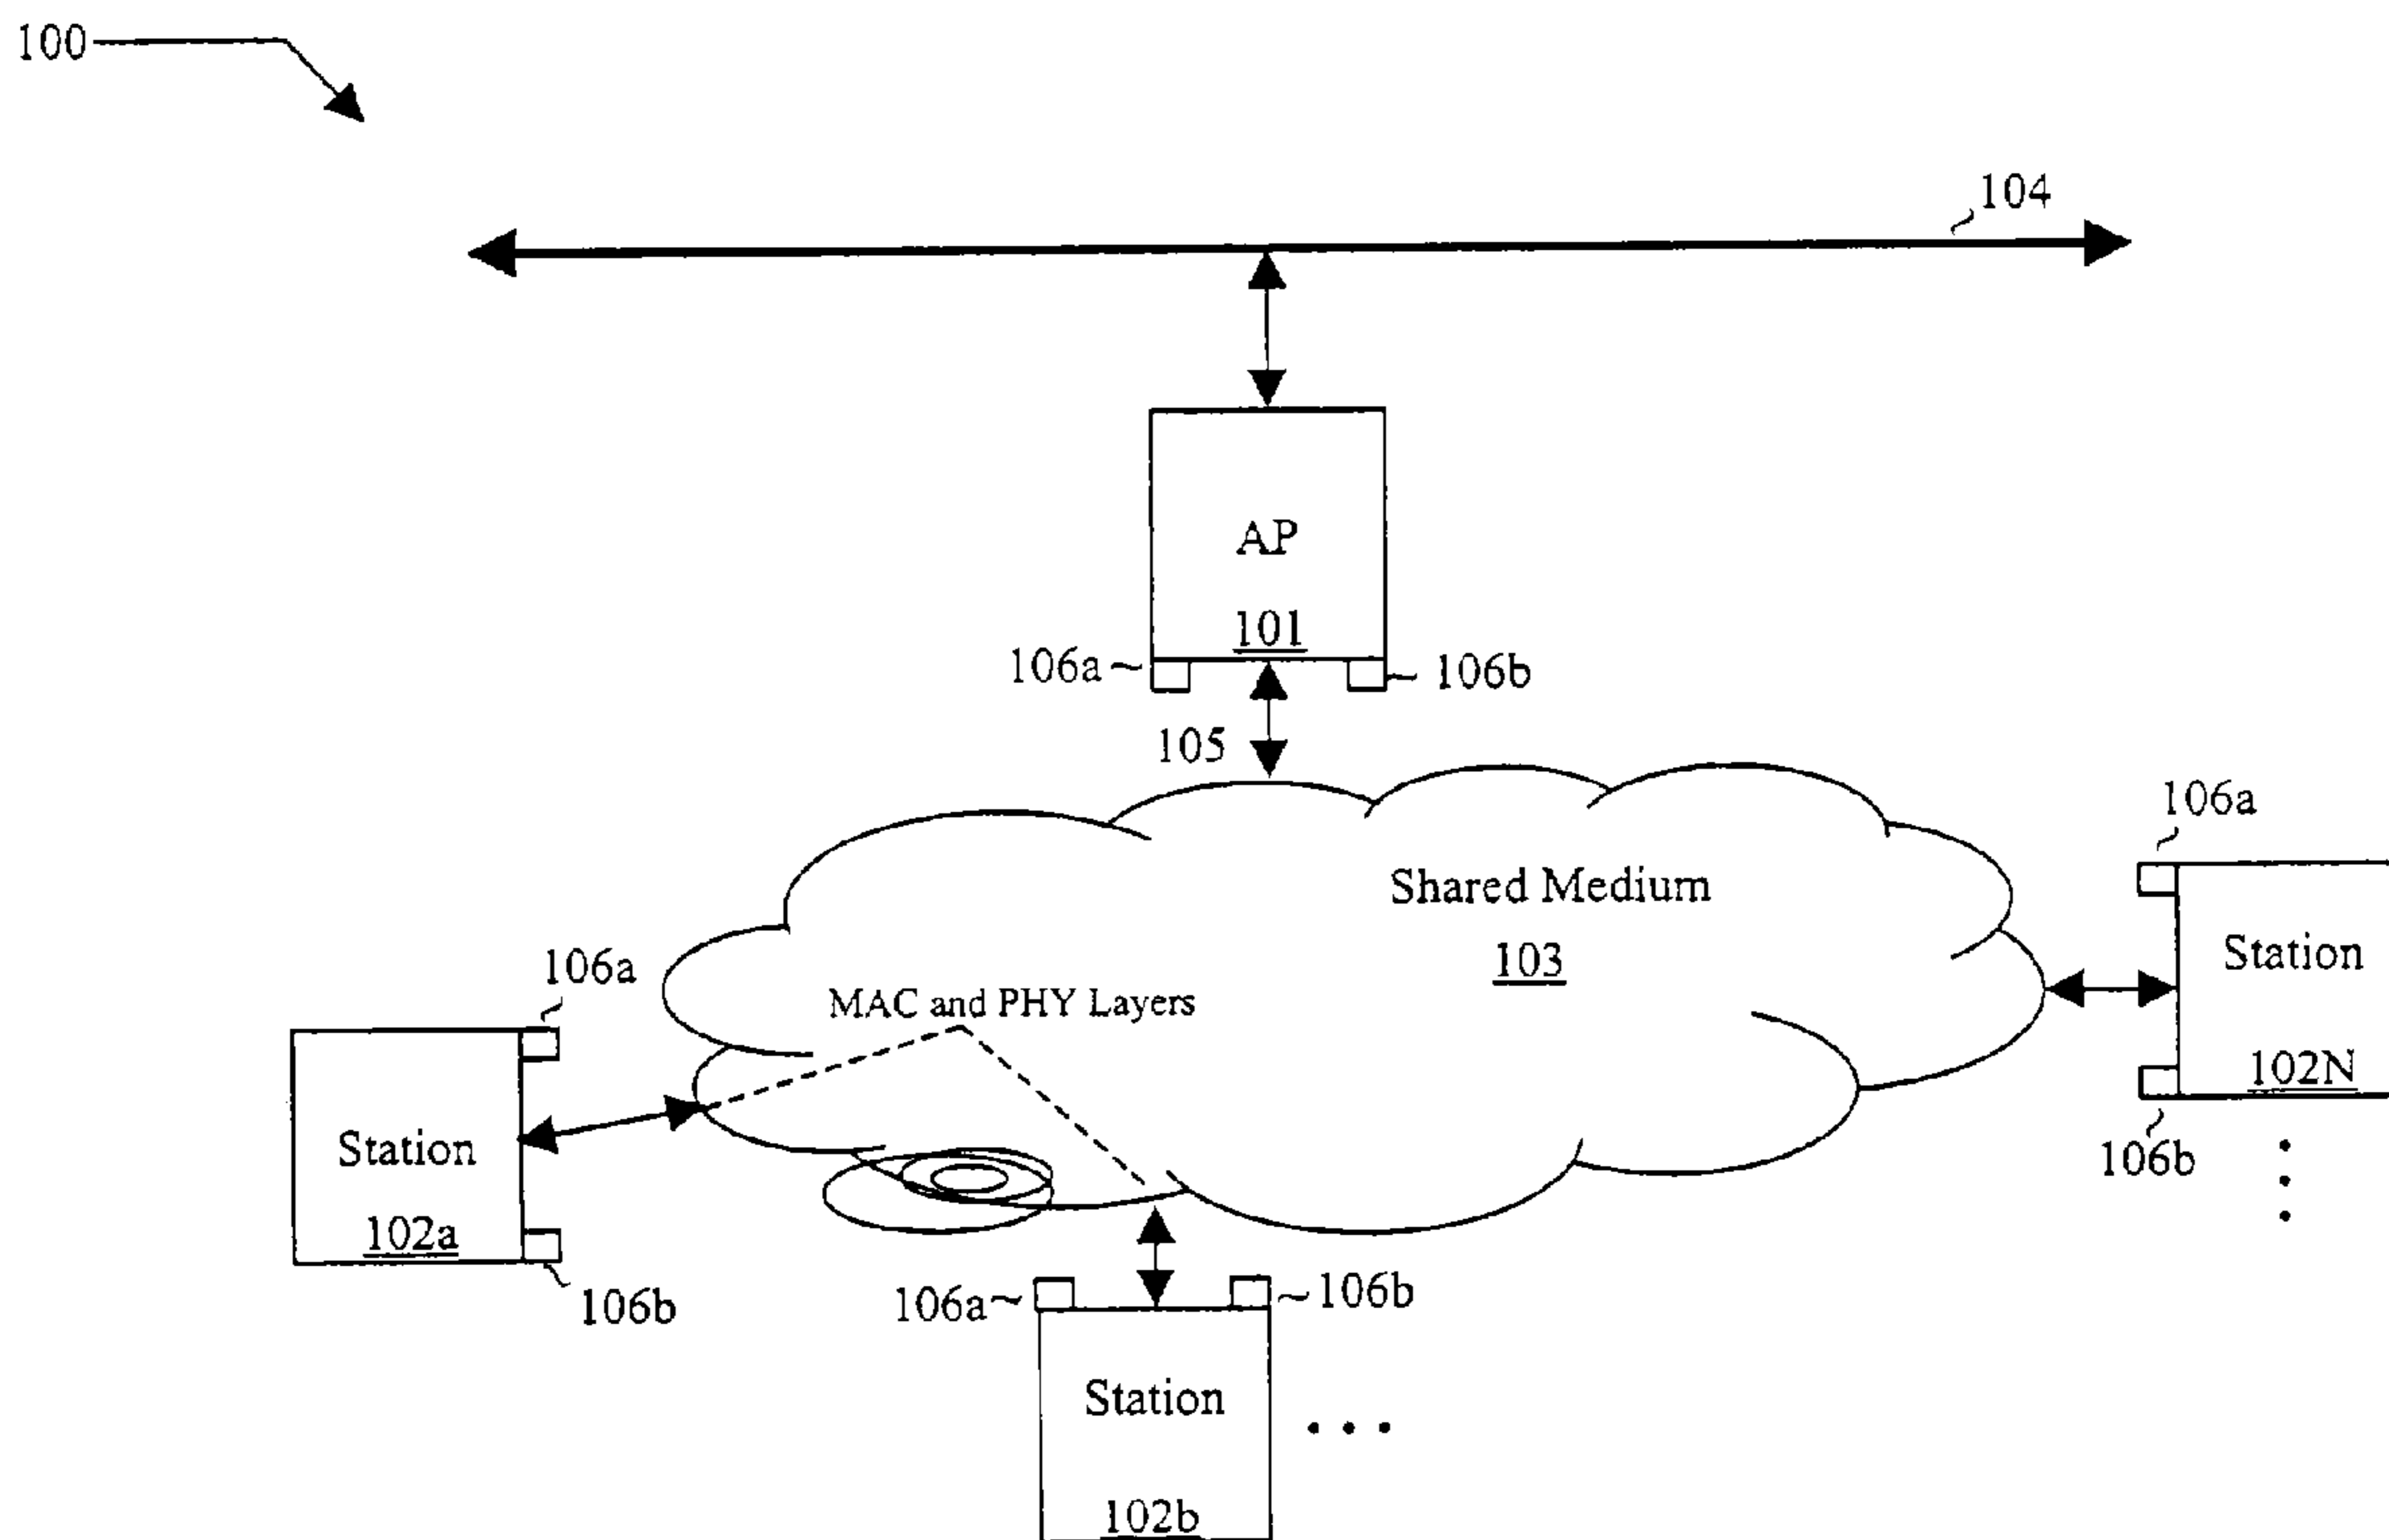 100
104
AP
101
106a
106b
105
106a
Shared Medium
103
Station
102N
106b
106a
MAC and PHY Layers
Station
102a
106b
106a
106b
Station
102b